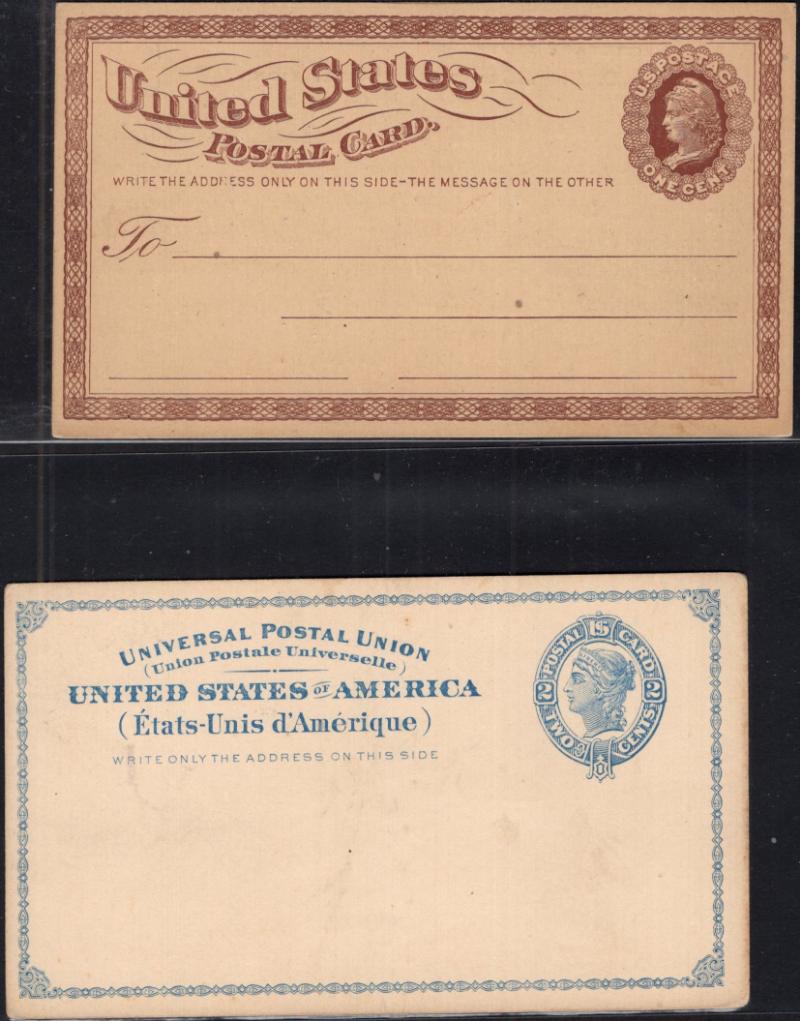 United States
POSTAL CARD.
WRITE THE ADDRESS ONLY ON THIS SIDE-THE MESSAGE ON THE OTHER
To
U.S. POSTAGE
ONE CENT
UNIVERSAL POSTAL UNION
(Union Postale Universelle)
UNITED STATES OF AMERICA
(États-Unis d'Amérique)
WRITE ONLY THE ADDRESS ON THIS SIDE
POSTAL CARD
2 2
TWO CENTS